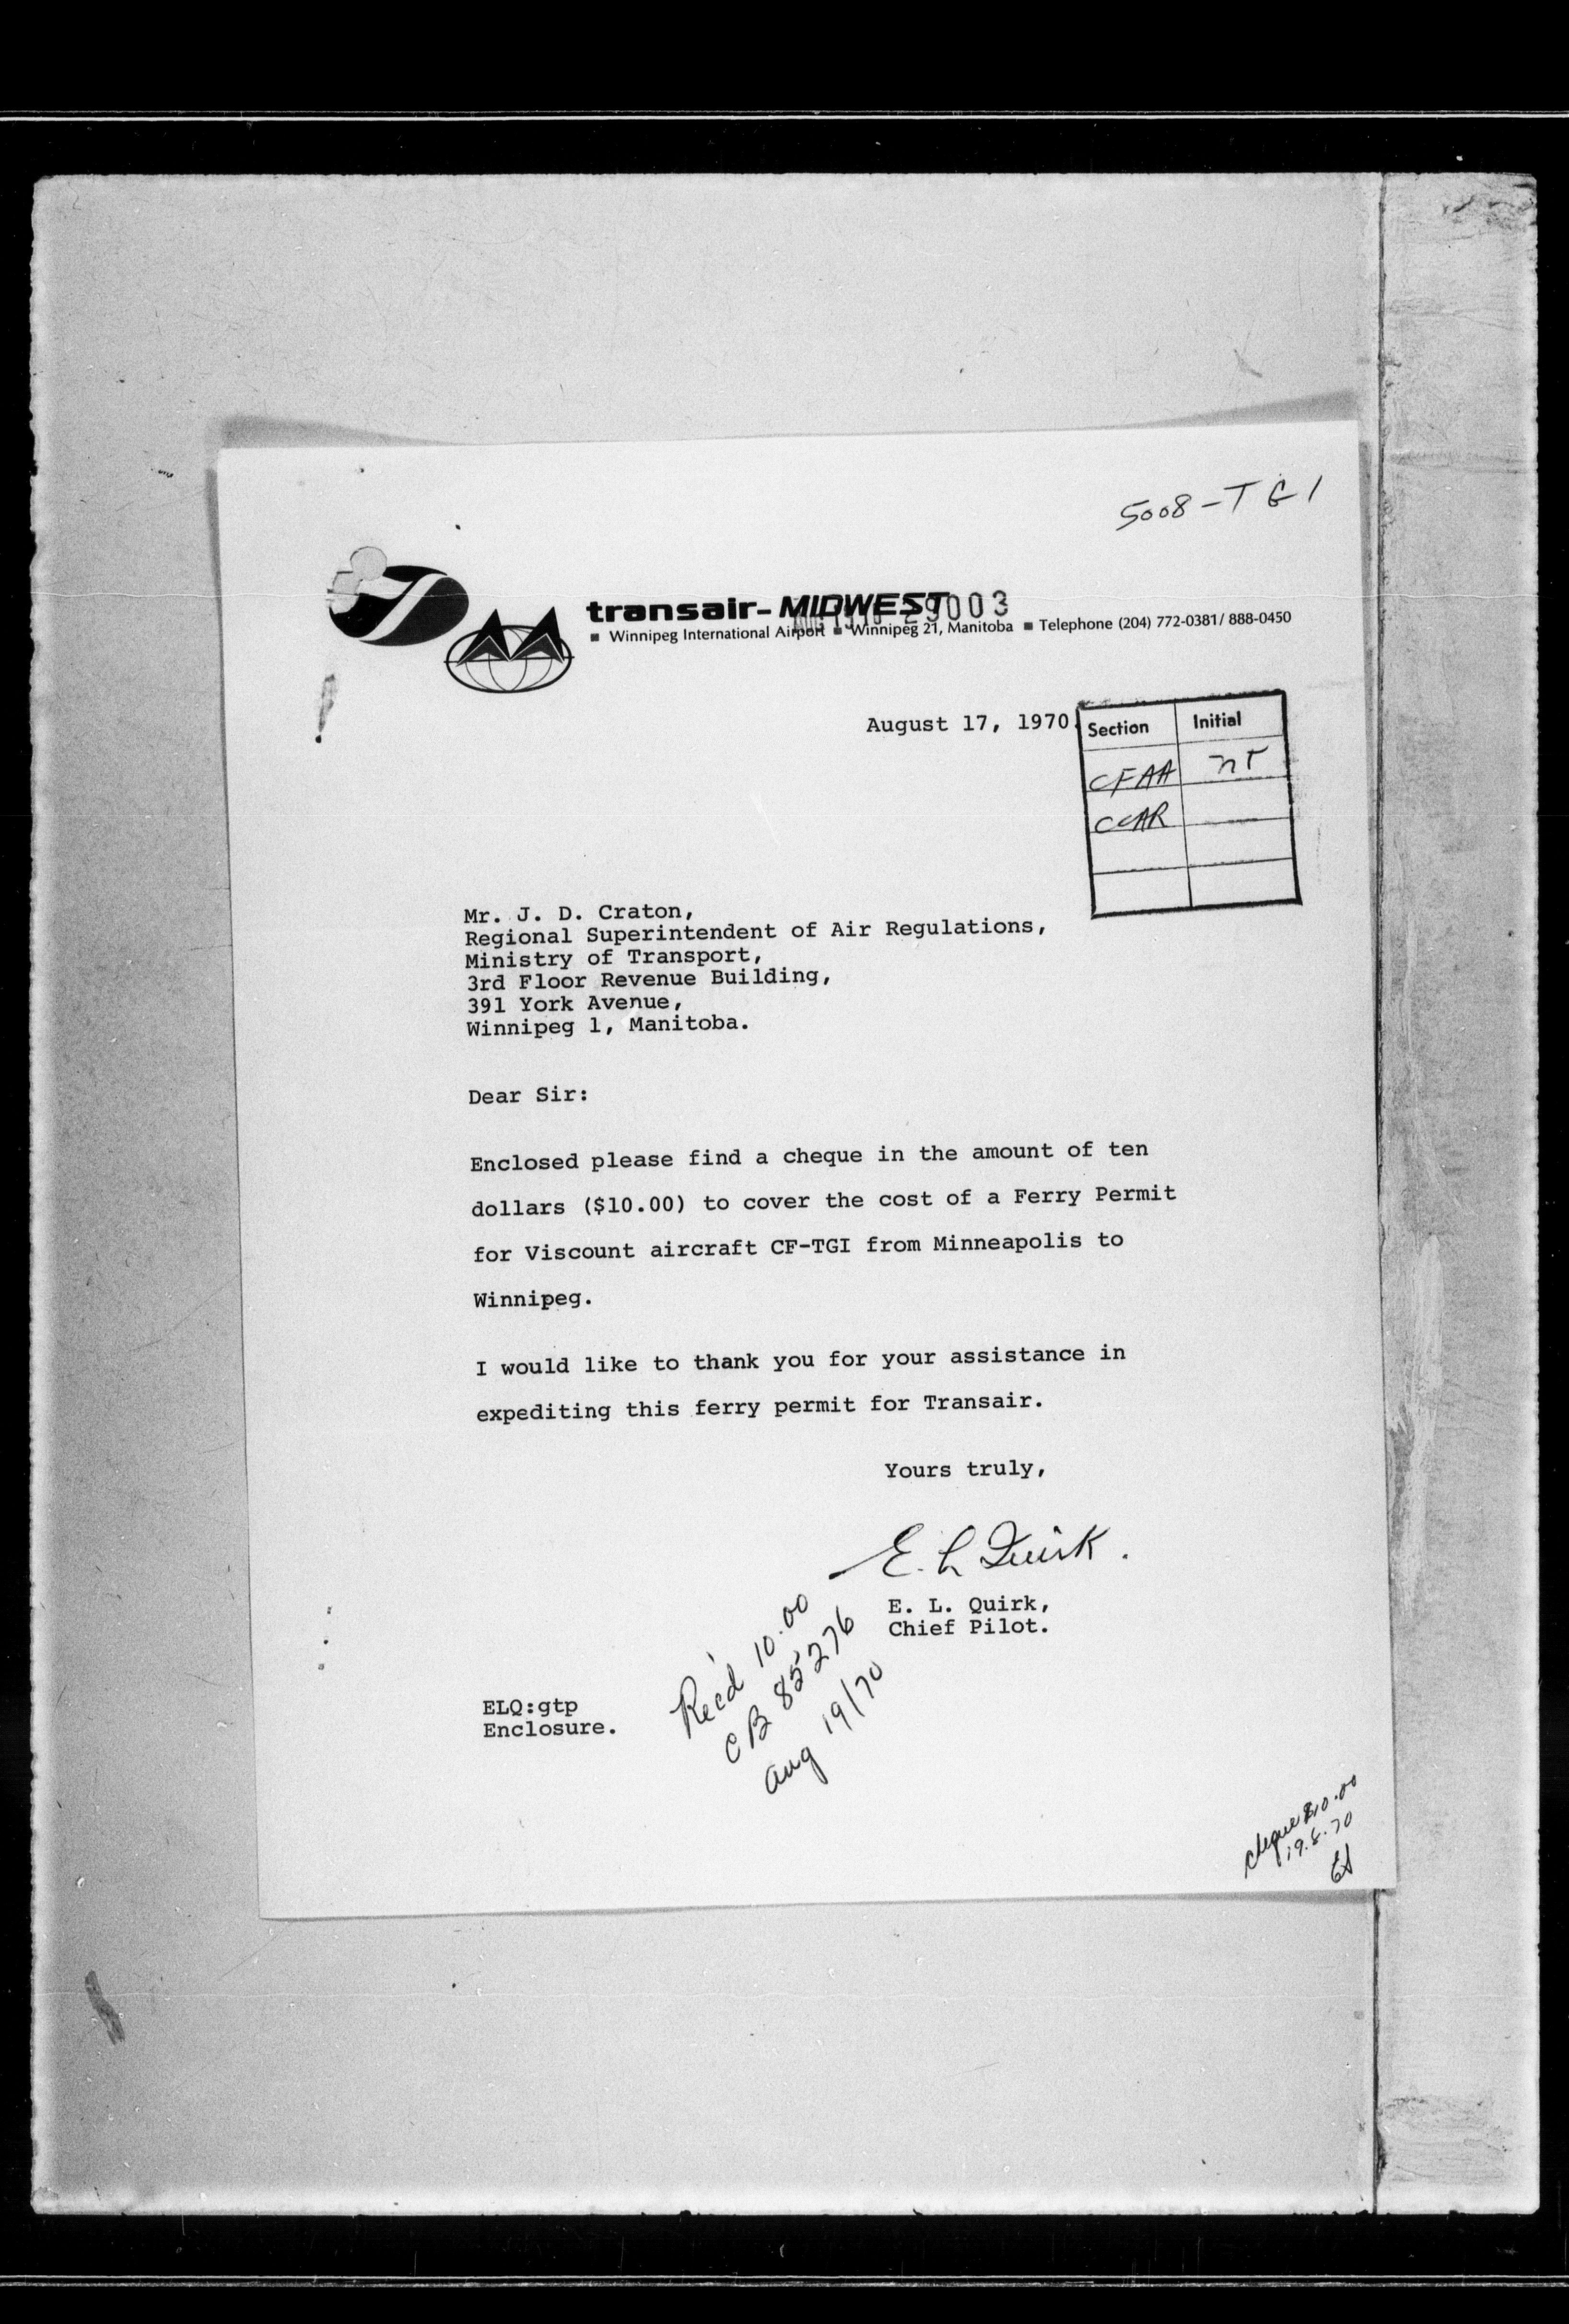 5008-TGI
transair-MIDWEST
29003
■ Winnipeg International Airport ■ Winnipeg 21, Manitoba ■ Telephone (204) 772-0381/ 888-0450
August 17, 1970.
Section Initial
CFAA
CCAR
Mr. J. D. Craton,
Regional Superintendent of Air Regulations,
Ministry of Transport,
3rd Floor Revenue Building,
391 York Avenue,
Winnipeg 1, Manitoba.
Dear Sir:
Enclosed please find a cheque in the amount of ten
dollars ($10.00) to cover the cost of a Ferry Permit
for Viscount aircraft CF-TGI from Minneapolis to
Winnipeg.
I would like to thank you for your assistance in
expediting this ferry permit for Transair.
Yours truly,
E. L Quirk.
E. L. Quirk,
Chief Pilot.
Rec'd 10.00
CB 85276
Aug 19/70
ELQ:gtp
Enclosure.
cheque $10.00
19.8.70